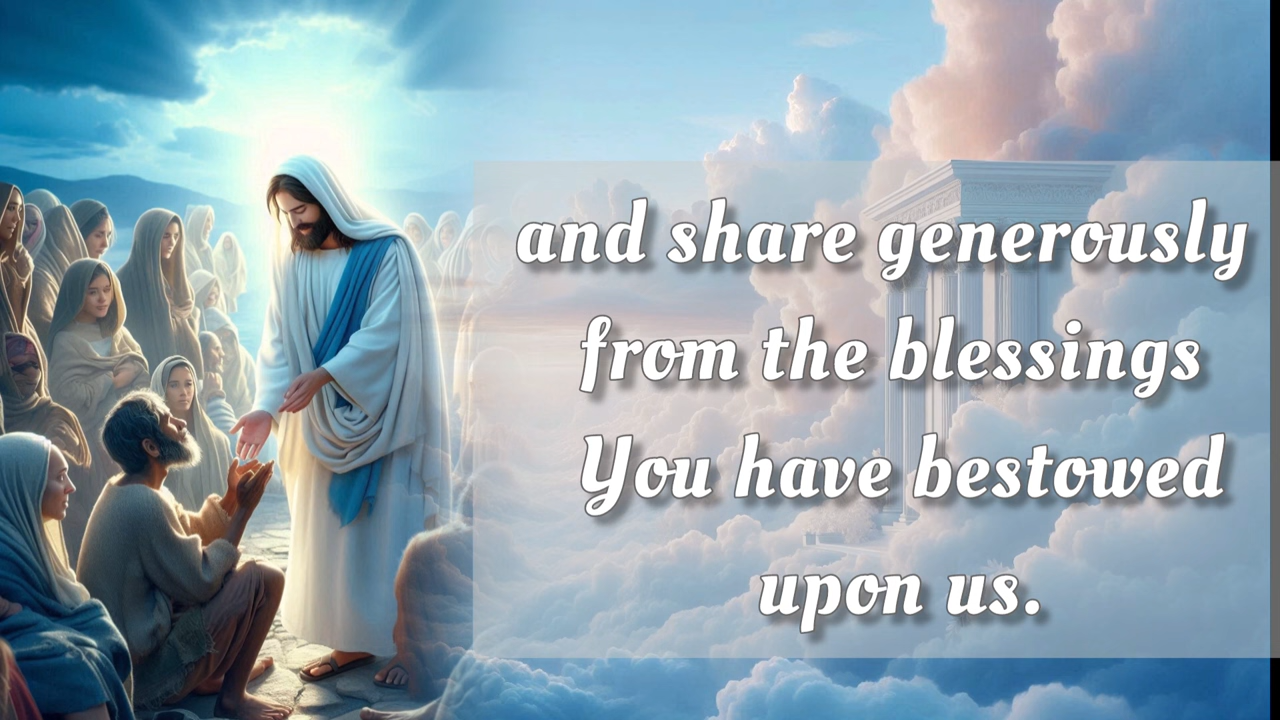 and share generously
from the blessings
You have bestowed
upon us.